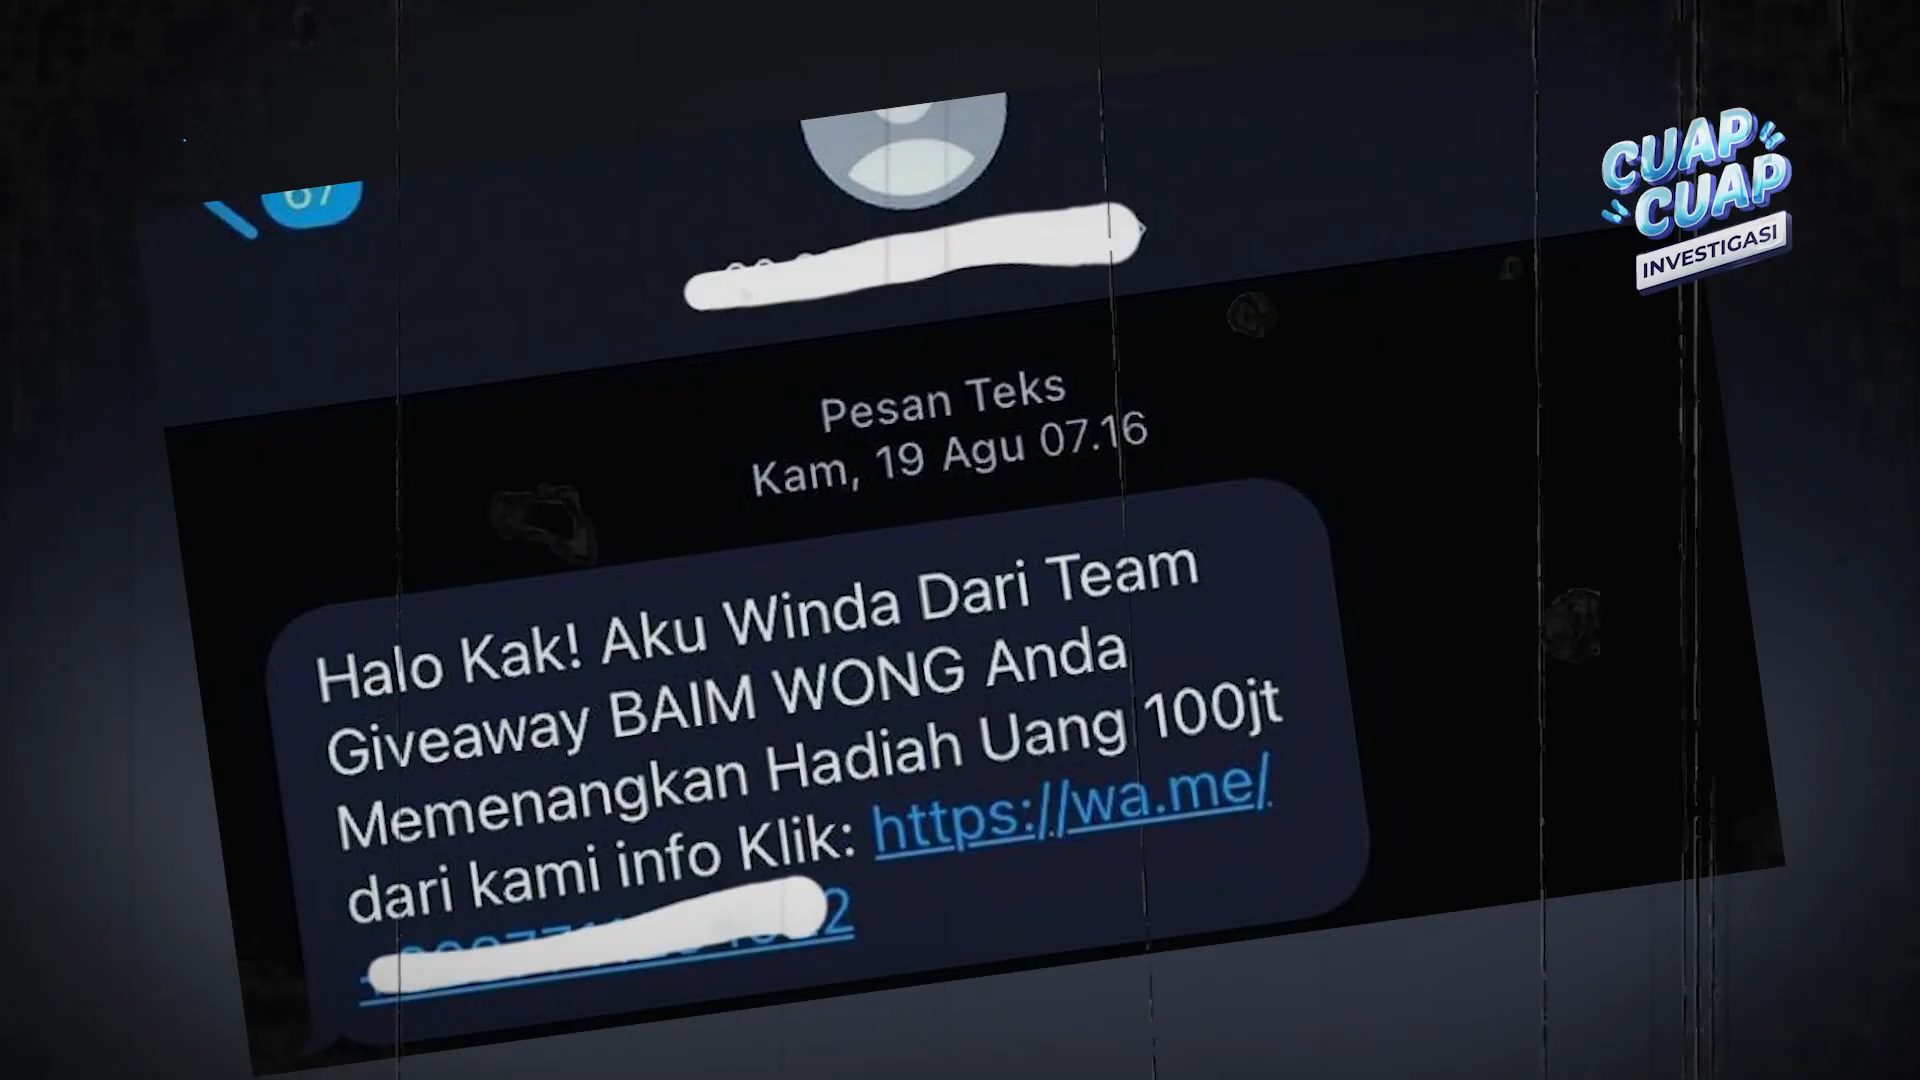 67
CUAP
CUAP
INVESTIGASI
Pesan Teks
Kam, 19 Agu 07.16
Halo Kak! Aku Winda Dari Team
Giveaway BAIM WONG Anda
Memenangkan Hadiah Uang 100jt
dari kami info Klik: https://wa.me/